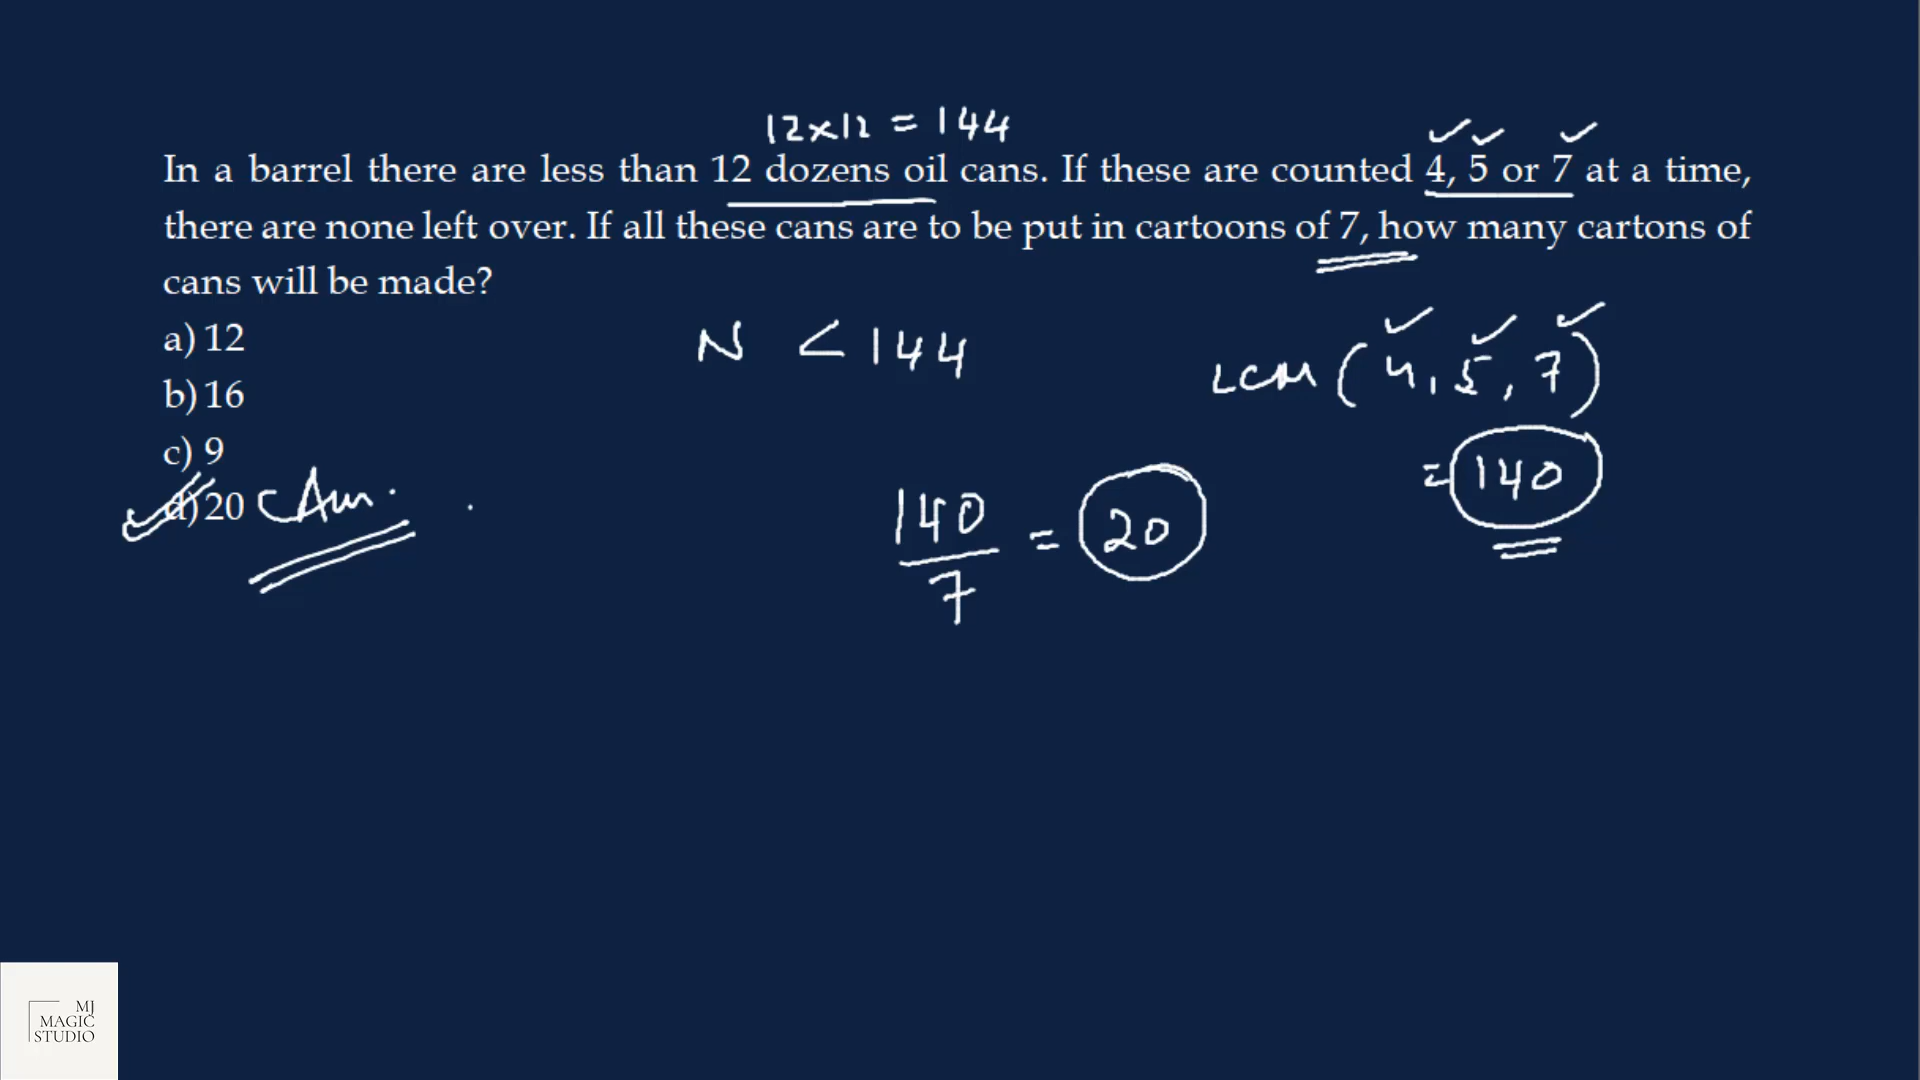 12×12 = 144
In a barrel there are less than 12 dozens oil cans. If these are counted 4, 5 or 7 at a time,
there are none left over. If all these cans are to be put in cartoons of 7, how many cartons of
cans will be made?
a) 12
b) 16
c) 9
d) 20 Am.
N < 144
LCM (4, 5, 7)
= 140
140
7
= 20
MJ
MAGIC
STUDIO